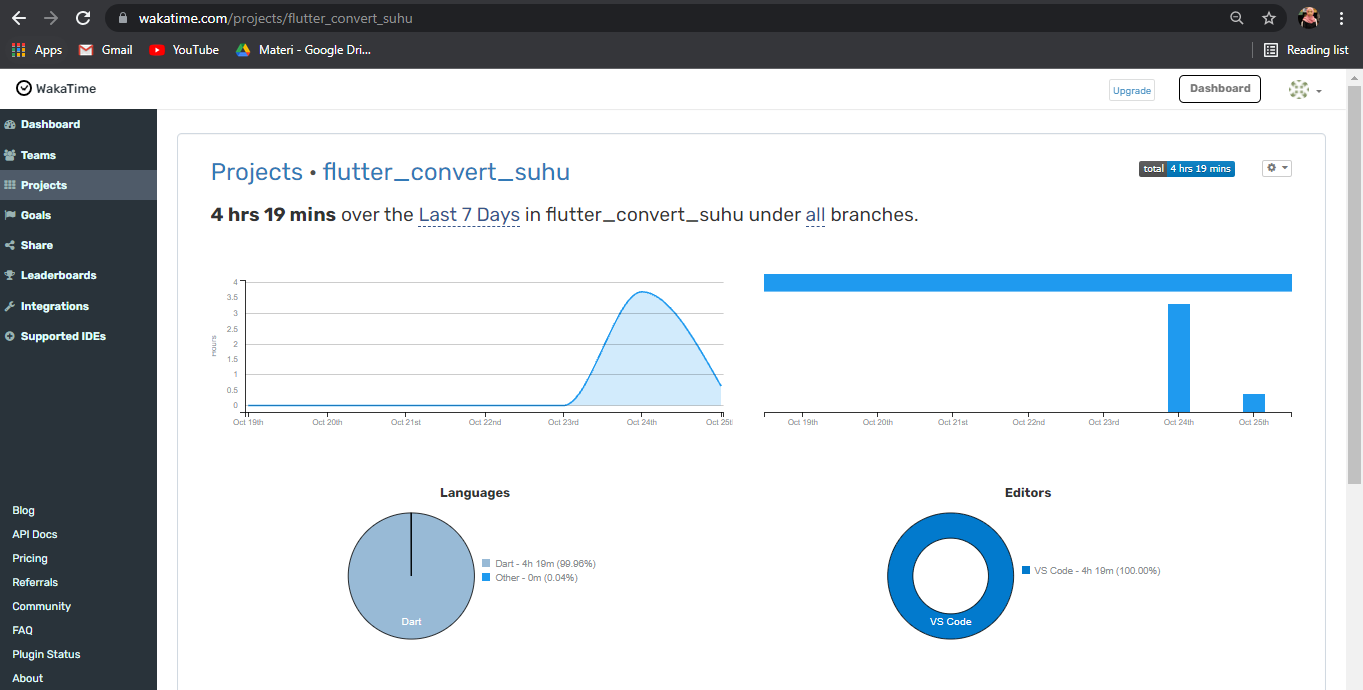 wakatime.com/projects/flutter_convert_suhu
Apps Gmail YouTube Materi - Google Dri... Reading list
WakaTime Upgrade Dashboard
Dashboard
Teams
Projects
Goals
Share
Leaderboards
Integrations
Supported IDEs
Blog
API Docs
Pricing
Referrals
Community
FAQ
Plugin Status
About
Projects • flutter_convert_suhu total 4 hrs 19 mins
4 hrs 19 mins over the Last 7 Days in flutter_convert_suhu under all branches.
Hours
4
3.5
3
2.5
2
1.5
1
0.5
0
Oct 19th Oct 20th Oct 21st Oct 22nd Oct 23rd Oct 24th Oct 25t
Oct 19th Oct 20th Oct 21st Oct 22nd Oct 23rd Oct 24th Oct 25th
Languages
Dart - 4h 19m (99.96%)
Other - 0m (0.04%)
Dart
Editors
VS Code - 4h 19m (100.00%)
VS Code